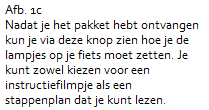 Afb. 1c
Nadat je het pakket hebt ontvangen
kun je via deze knop zien hoe je de
lampjes op je fiets moet zetten. Je
kunt zowel kiezen voor een
instructiefilmpje als een
stappenplan dat je kunt lezen.